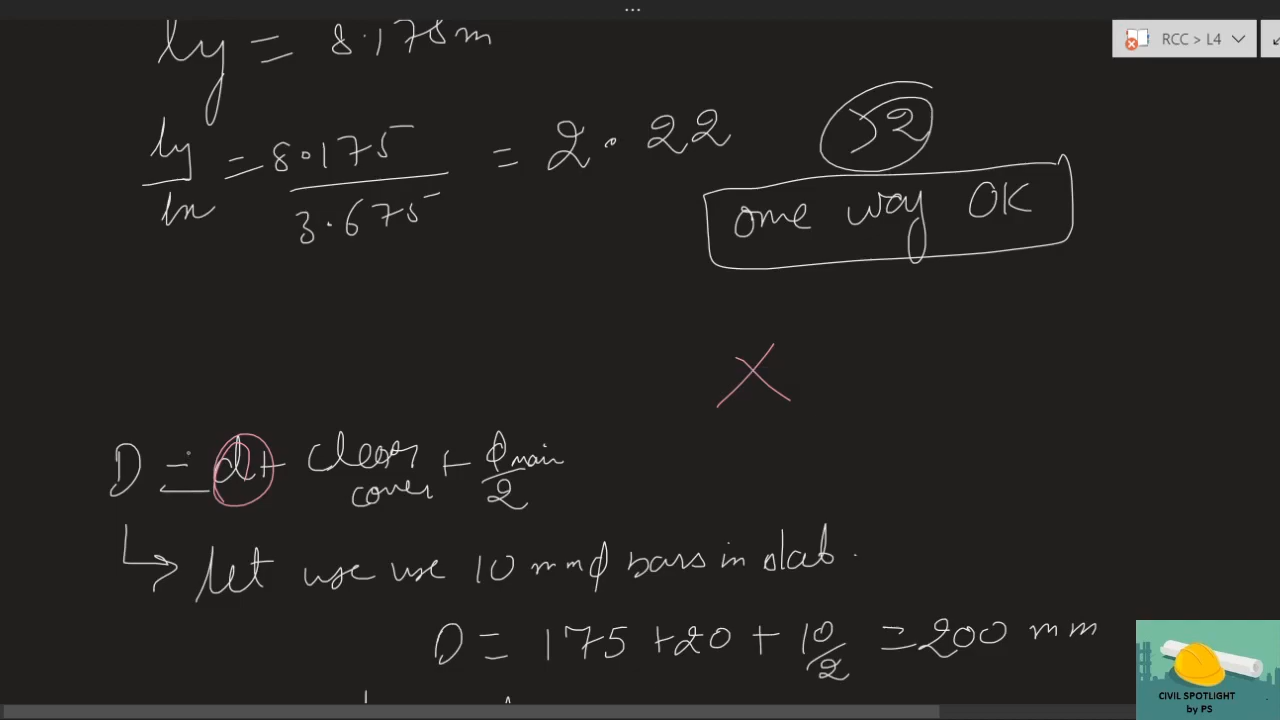 ...
RCC > L4
ly = 8.175m
ly/lx = 8.175/3.675 = 2.22 >2
one way OK
X
D = d + clear cover + ϕmain/2
let use use 10 mm ϕ bars in slab.
D = 175 + 20 + 10/2 = 200 mm
CIVIL SPOTLIGHT
by PS